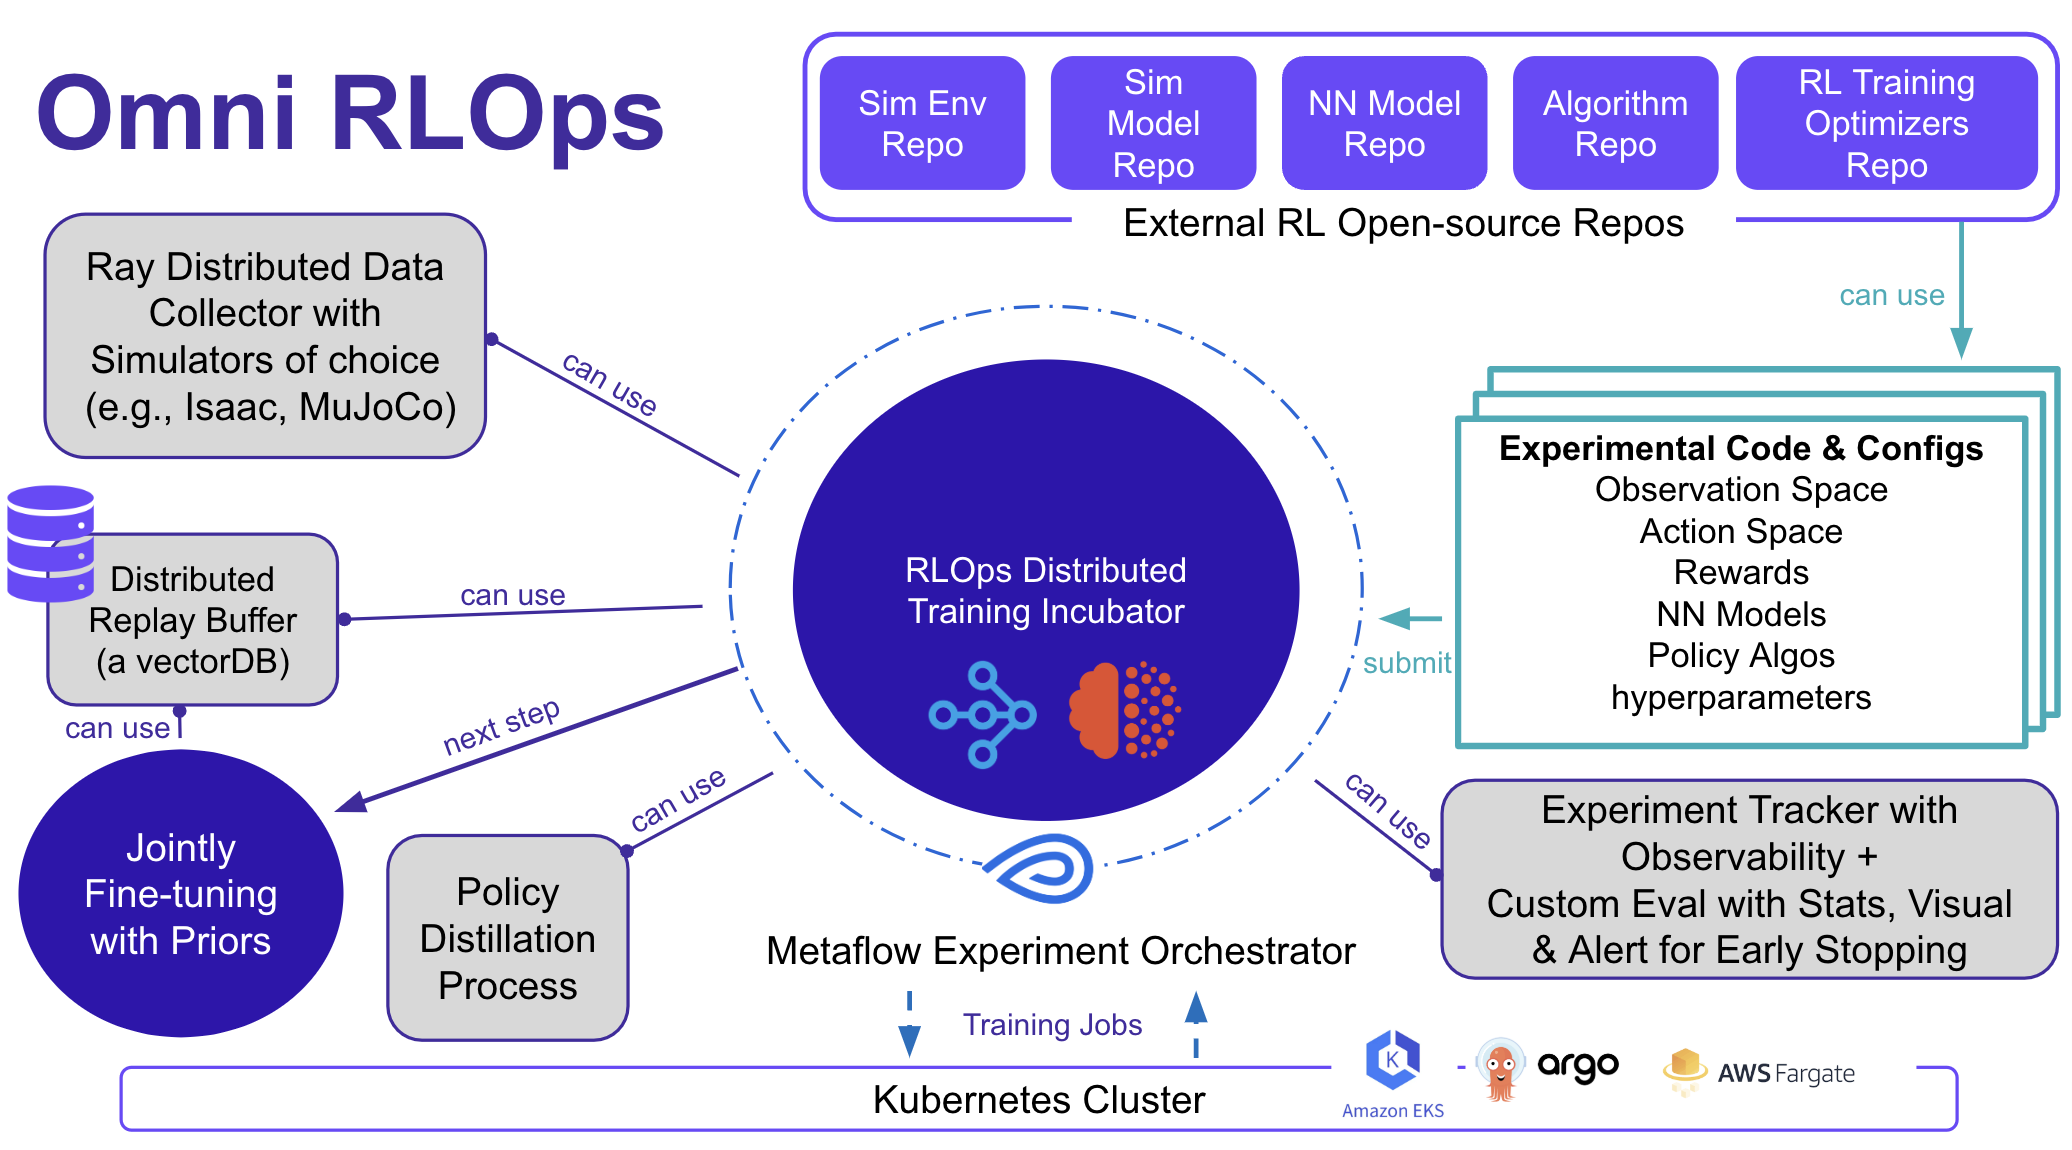 Omni RLOps
Sim Env
Repo
Sim
Model
Repo
NN Model
Repo
Algorithm
Repo
RL Training
Optimizers
Repo
External RL Open-source Repos
can use
Ray Distributed Data
Collector with
Simulators of choice
(e.g., Isaac, MuJoCo)
can use
Distributed
Replay Buffer
(a vectorDB)
can use
can use
Jointly
Fine-tuning
with Priors
next step
Policy
Distillation
Process
can use
RLOps Distributed
Training Incubator
Experimental Code & Configs
Observation Space
Action Space
Rewards
NN Models
Policy Algos
hyperparameters
submit
can use
Experiment Tracker with
Observability +
Custom Eval with Stats, Visual
& Alert for Early Stopping
Metaflow Experiment Orchestrator
Training Jobs
Kubernetes Cluster
K
Amazon EKS
argo
AWS Fargate